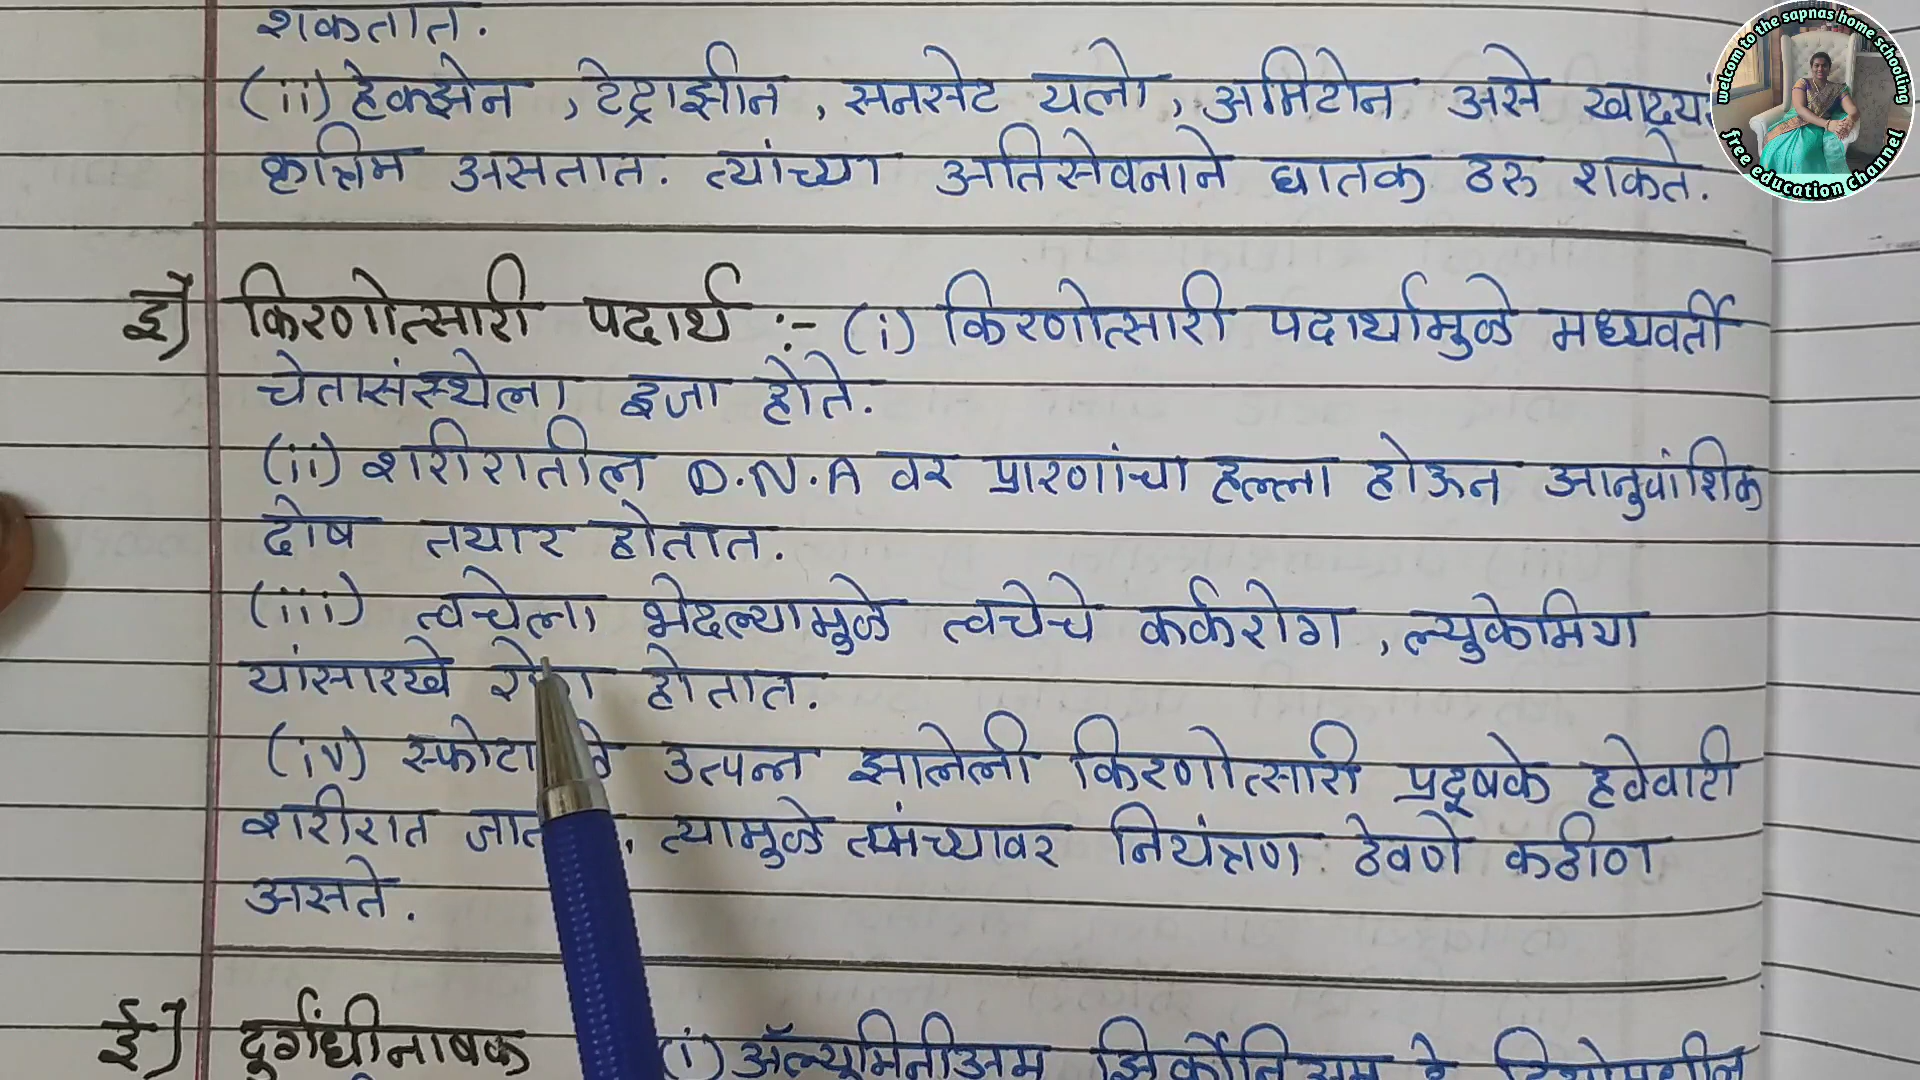 शकतात.
(ii) हेक्झेन , टेट्राझीन , सनसेट यलो , अमिटोन असे खाद्यरं
कृत्रिम असतात. त्यांच्या अतिसेवनाने घातक ठरू शकते.
इ) किरणोत्सारी पदार्थ :- (i) किरणोत्सारी पदार्थामुळे मध्यवर्ती
चेतासंस्थेला इजा होते.
(ii) शरीरातील D.N.A वर प्रारणांचा हल्ला होऊन आनुवांशिक
दोष तयार होतात.
(iii) त्वचेला भेदल्यामुळे त्वचेचे कर्करोग , ल्युकेमिया
यांसारखे रोग होतात.
(iv) उत्पन्न झालेली किरणोत्सारी प्रदूषके हवेवाटी
शरीरात त्यामुळे त्यांच्यावर नियंत्रण ठेवणे कठीण
असते.
ई) दुर्गंधीनाषक (i) ॲल्युमिनीअम झिर्कोनिअम हे
welcom to the sapnas home schooling
free education channel